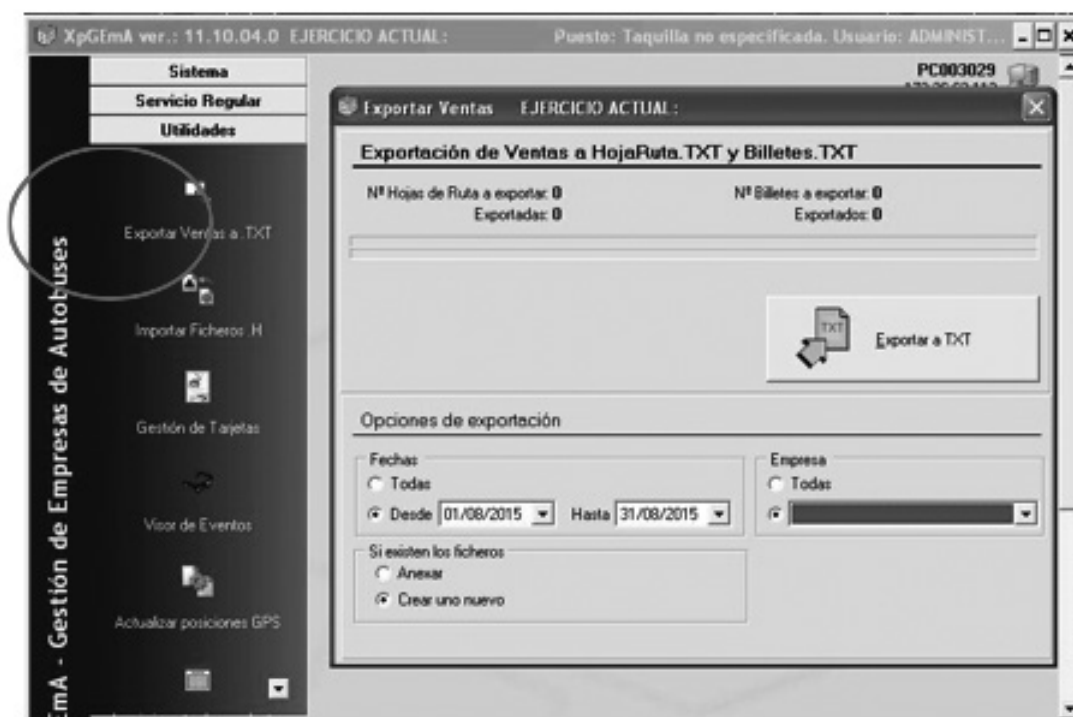 XpGEmA ver.: 11.10.04.0 EJERCICIO ACTUAL: Puesto: Taquilla no especificada. Usuario: ADMINIST...
Sistema
Servicio Regular
Utilidades
Exportar Ventas a .TXT
Importar Ficheros .H
Gestión de Tarjetas
Visor de Eventos
Actualizar posiciones GPS
EmA - Gestión de Empresas de Autobuses
PC003029
Exportar Ventas EJERCICIO ACTUAL:
Exportación de Ventas a HojaRuta.TXT y Billetes.TXT
Nº Hojas de Ruta a exportar: 0 Nº Billetes a exportar: 0
Exportadas: 0 Exportados: 0
TXT
Exportar a TXT
Opciones de exportación
Fechas
Todas
Desde 01/08/2015 Hasta 31/08/2015
Empresa
Todas
Si existen los ficheros
Anexar
Crear uno nuevo